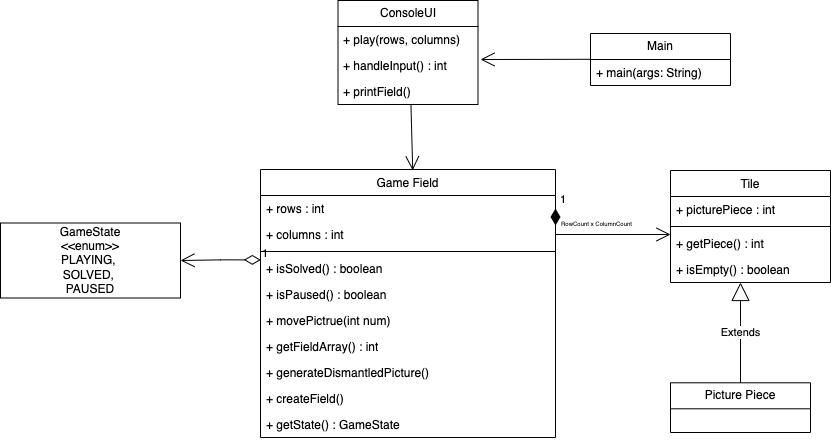 ConsoleUI
+ play(rows, columns)
+ handleInput() : int
+ printField()
Main
+ main(args: String)
Game Field
+ rows : int
+ columns : int
+ isSolved() : boolean
+ isPaused() : boolean
+ movePictrue(int num)
+ getFieldArray() : int
+ generateDismantledPicture()
+ createField()
+ getState() : GameState
1
RowCount x ColumnCount
Tile
+ picturePiece : int
+ getPiece() : int
+ isEmpty() : boolean
GameState
<<enum>>
PLAYING,
SOLVED,
PAUSED
1
Extends
Picture Piece